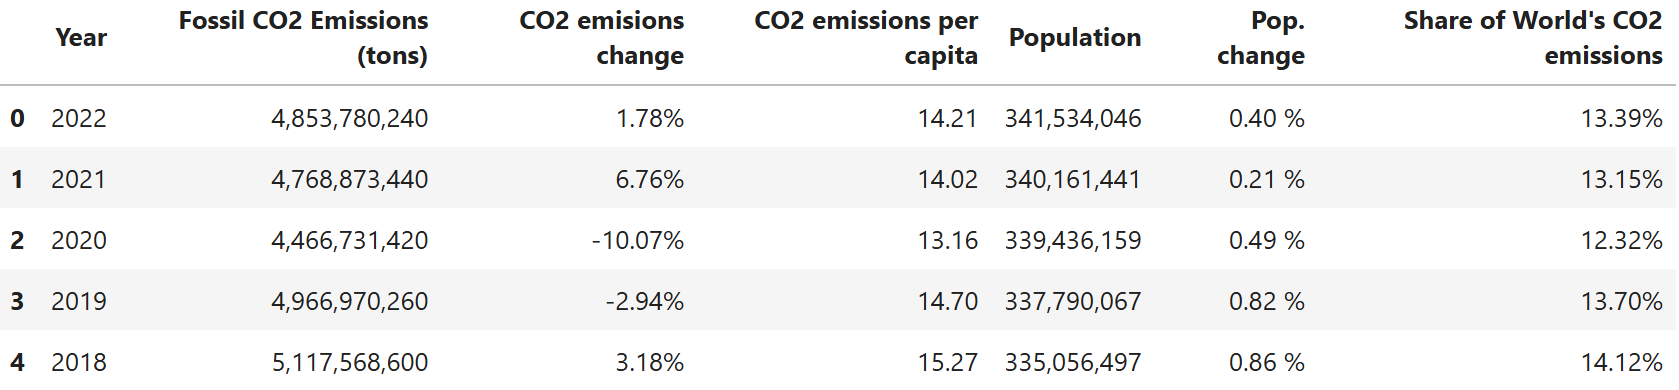 Year Fossil CO2 Emissions (tons) CO2 emisions change CO2 emissions per capita Population Pop. change Share of World's CO2 emissions
0 2022 4,853,780,240 1.78% 14.21 341,534,046 0.40 % 13.39%
1 2021 4,768,873,440 6.76% 14.02 340,161,441 0.21 % 13.15%
2 2020 4,466,731,420 -10.07% 13.16 339,436,159 0.49 % 12.32%
3 2019 4,966,970,260 -2.94% 14.70 337,790,067 0.82 % 13.70%
4 2018 5,117,568,600 3.18% 15.27 335,056,497 0.86 % 14.12%